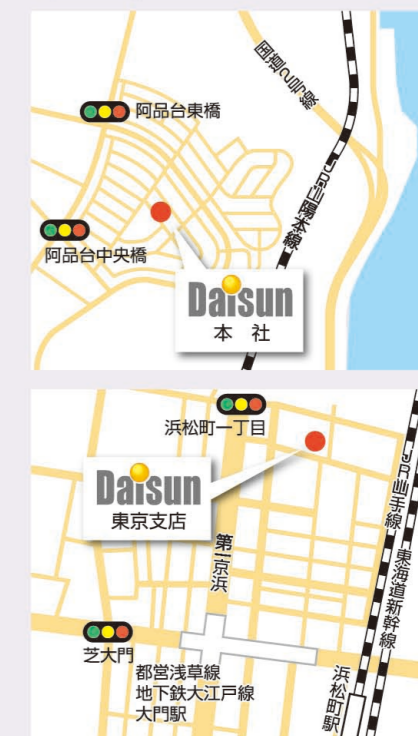 国道2号線
阿品台東橋
JR山陽本線
阿品台中央橋
Daisun
本 社
浜松町一丁目
Daisun
東京支店
JR山手線
東海道新幹線
第一京浜
芝大門
都営浅草線
地下鉄大江戸線
大門駅
浜松町駅